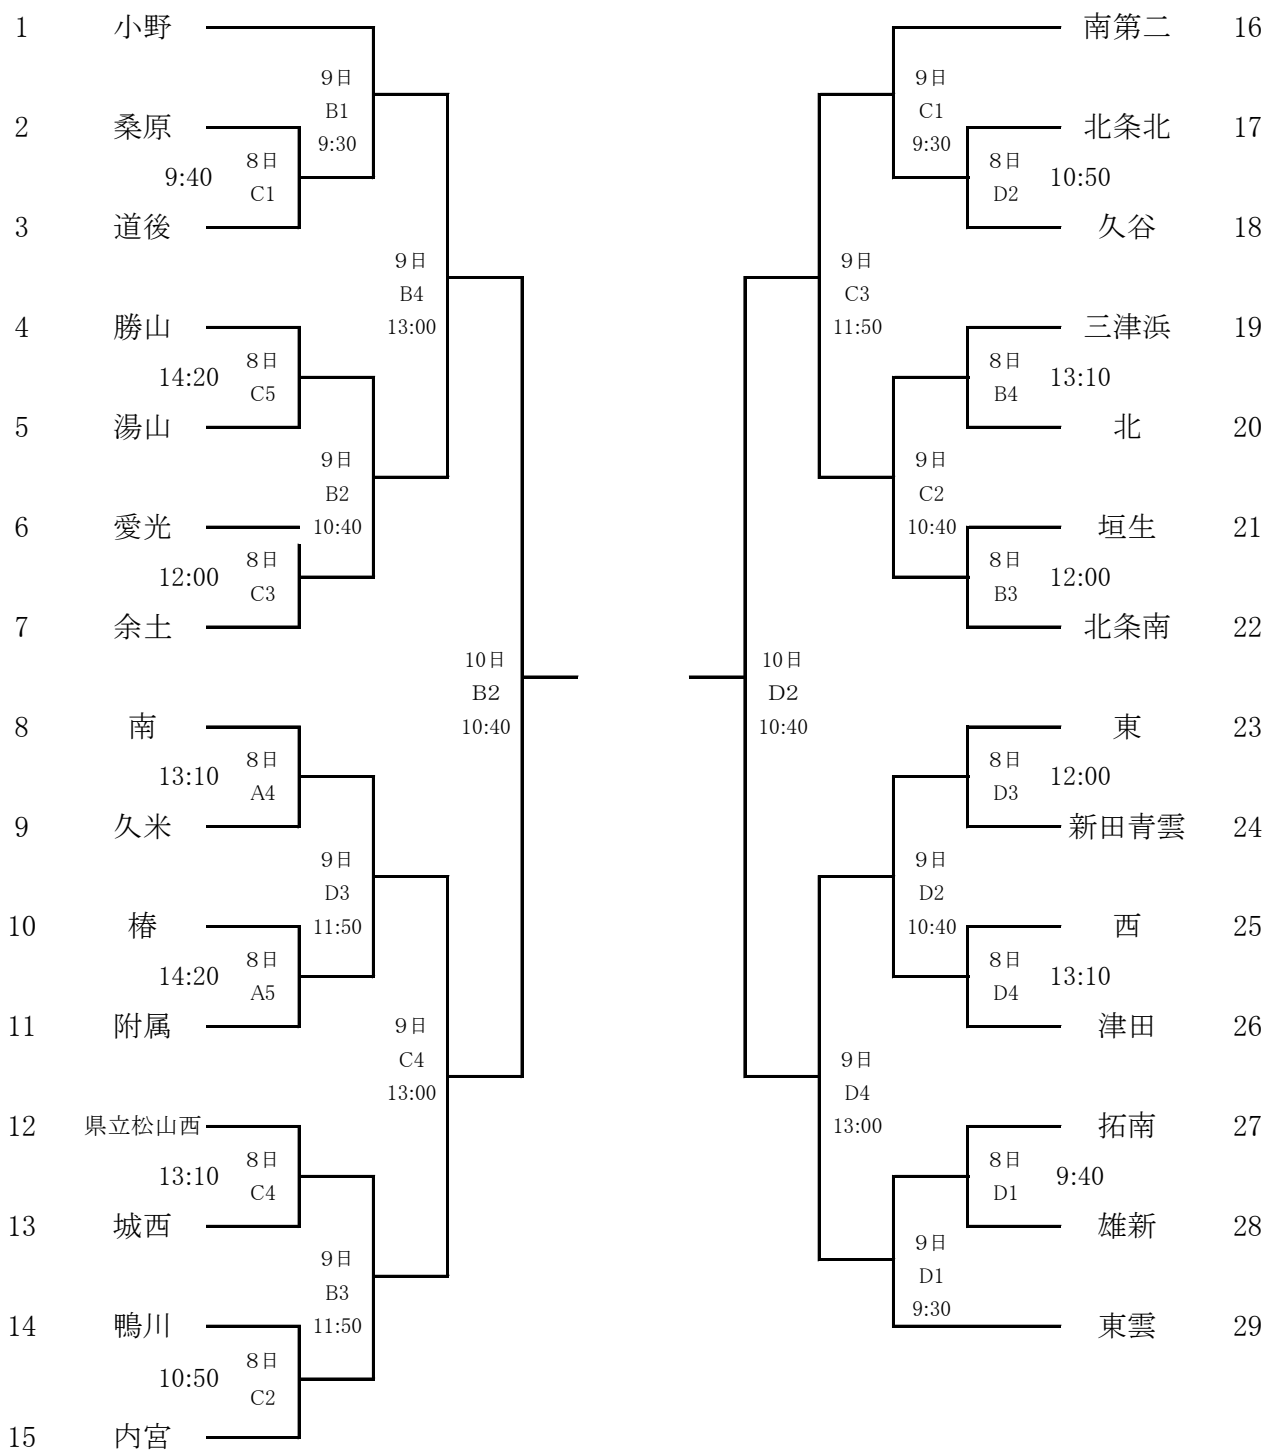 1 小野
9日
B1
9:30
2 桑原
9:40
8日
C1
3 道後
9日
B4
13:00
4 勝山
14:20
8日
C5
5 湯山
9日
B2
10:40
6 愛光
12:00
8日
C3
7 余土
10日
B2
10:40
8 南
13:10
8日
A4
9 久米
9日
D3
11:50
10 椿
14:20
8日
A5
11 附属
9日
C4
13:00
12 県立松山西
13:10
8日
C4
13 城西
9日
B3
11:50
14 鴨川
10:50
8日
C2
15 内宮
南第二 16
9日
C1
9:30
北条北 17
8日
D2
10:50
久谷 18
9日
C3
11:50
三津浜 19
8日
B4
13:10
北 20
9日
C2
10:40
垣生 21
8日
B3
12:00
北条南 22
10日
D2
10:40
東 23
8日
D3
12:00
新田青雲 24
9日
D2
10:40
西 25
8日
D4
13:10
津田 26
9日
D4
13:00
拓南 27
8日
D1
9:40
雄新 28
9日
D1
9:30
東雲 29